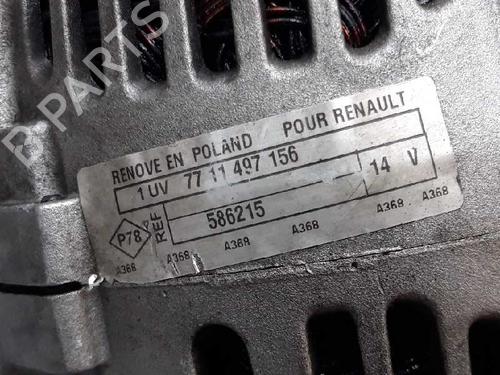 B-PARTS
RENOVE EN POLAND POUR RENAULT
1 UV 77 11 497 156 14 V
REF 586215
P78
A368 A368 A368 A368 A368 A368